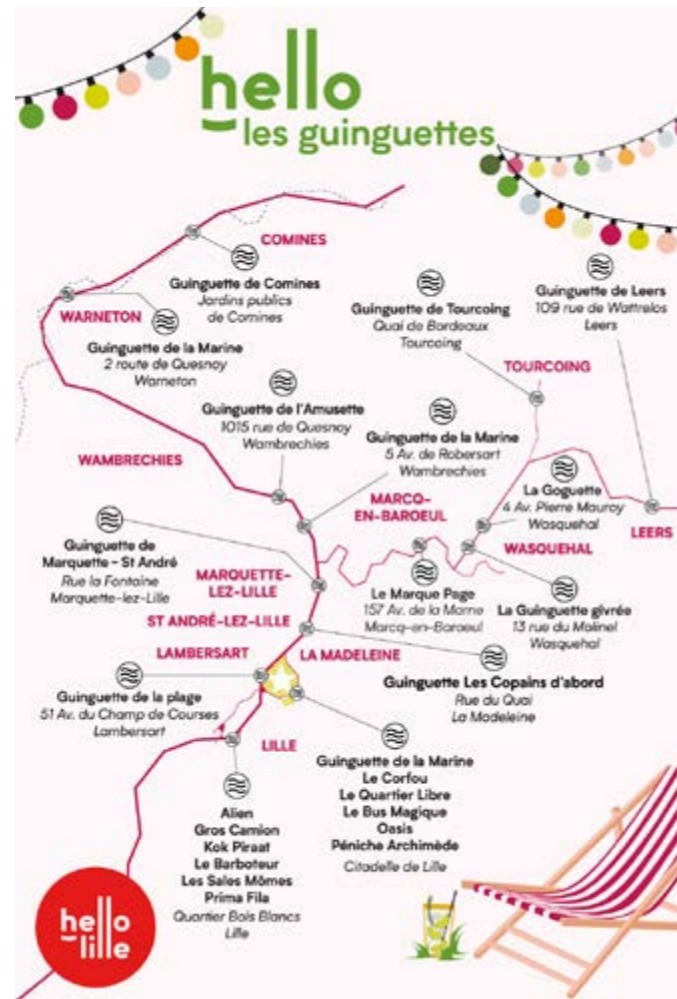 hello
les guinguettes
COMINES
Guinguette de Comines
Jardins publics
de Comines
WARNETON
Guinguette de la Marine
2 route de Quesnoy
Warneton
Guinguette de Tourcoing
Quai de Bordeaux
Tourcoing
Guinguette de Leers
109 rue de Wattrelos
Leers
TOURCOING
Guinguette de l'Amusette
1015 rue de Quesnoy
Wambrechies
Guinguette de la Marine
5 Av. de Robersart
Wambrechies
WAMBRECHIES
MARCQ-
EN-BAROEUL
La Goguette
4 Av. Pierre Mauroy
Wasquehal
LEERS
WASQUEHAL
Guinguette de
Marquette - St André
Rue la Fontaine
Marquette-lez-Lille
MARQUETTE-
LEZ-LILLE
Le Marque Page
157 Av. de la Marne
Marcq-en-Baroeul
La Guinguette givrée
13 rue du Molinel
Wasquehal
ST ANDRÉ-LEZ-LILLE
LAMBERSART
LA MADELEINE
Guinguette Les Copains d'abord
Rue du Quai
La Madeleine
Guinguette de la plage
51 Av. du Champ de Courses
Lambersart
LILLE
Guinguette de la Marine
Le Corfou
Le Quartier Libre
Le Bus Magique
Oasis
Péniche Archimède
Citadelle de Lille
Alien
Gros Camion
Kok Piraat
Le Barboteur
Les Sales Mômes
Prima Fila
Quartier Bois Blancs
Lille
hello
lille